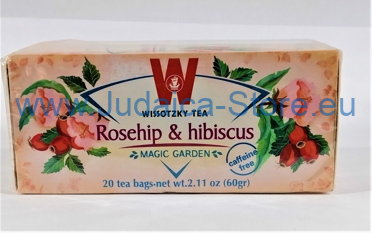 W
WISSOTZKY TEA
www.Judaica-Store.eu
Rosehip & hibiscus
MAGIC GARDEN
caffeine
free
20 tea bags-net wt. 2.11 oz (60gr)